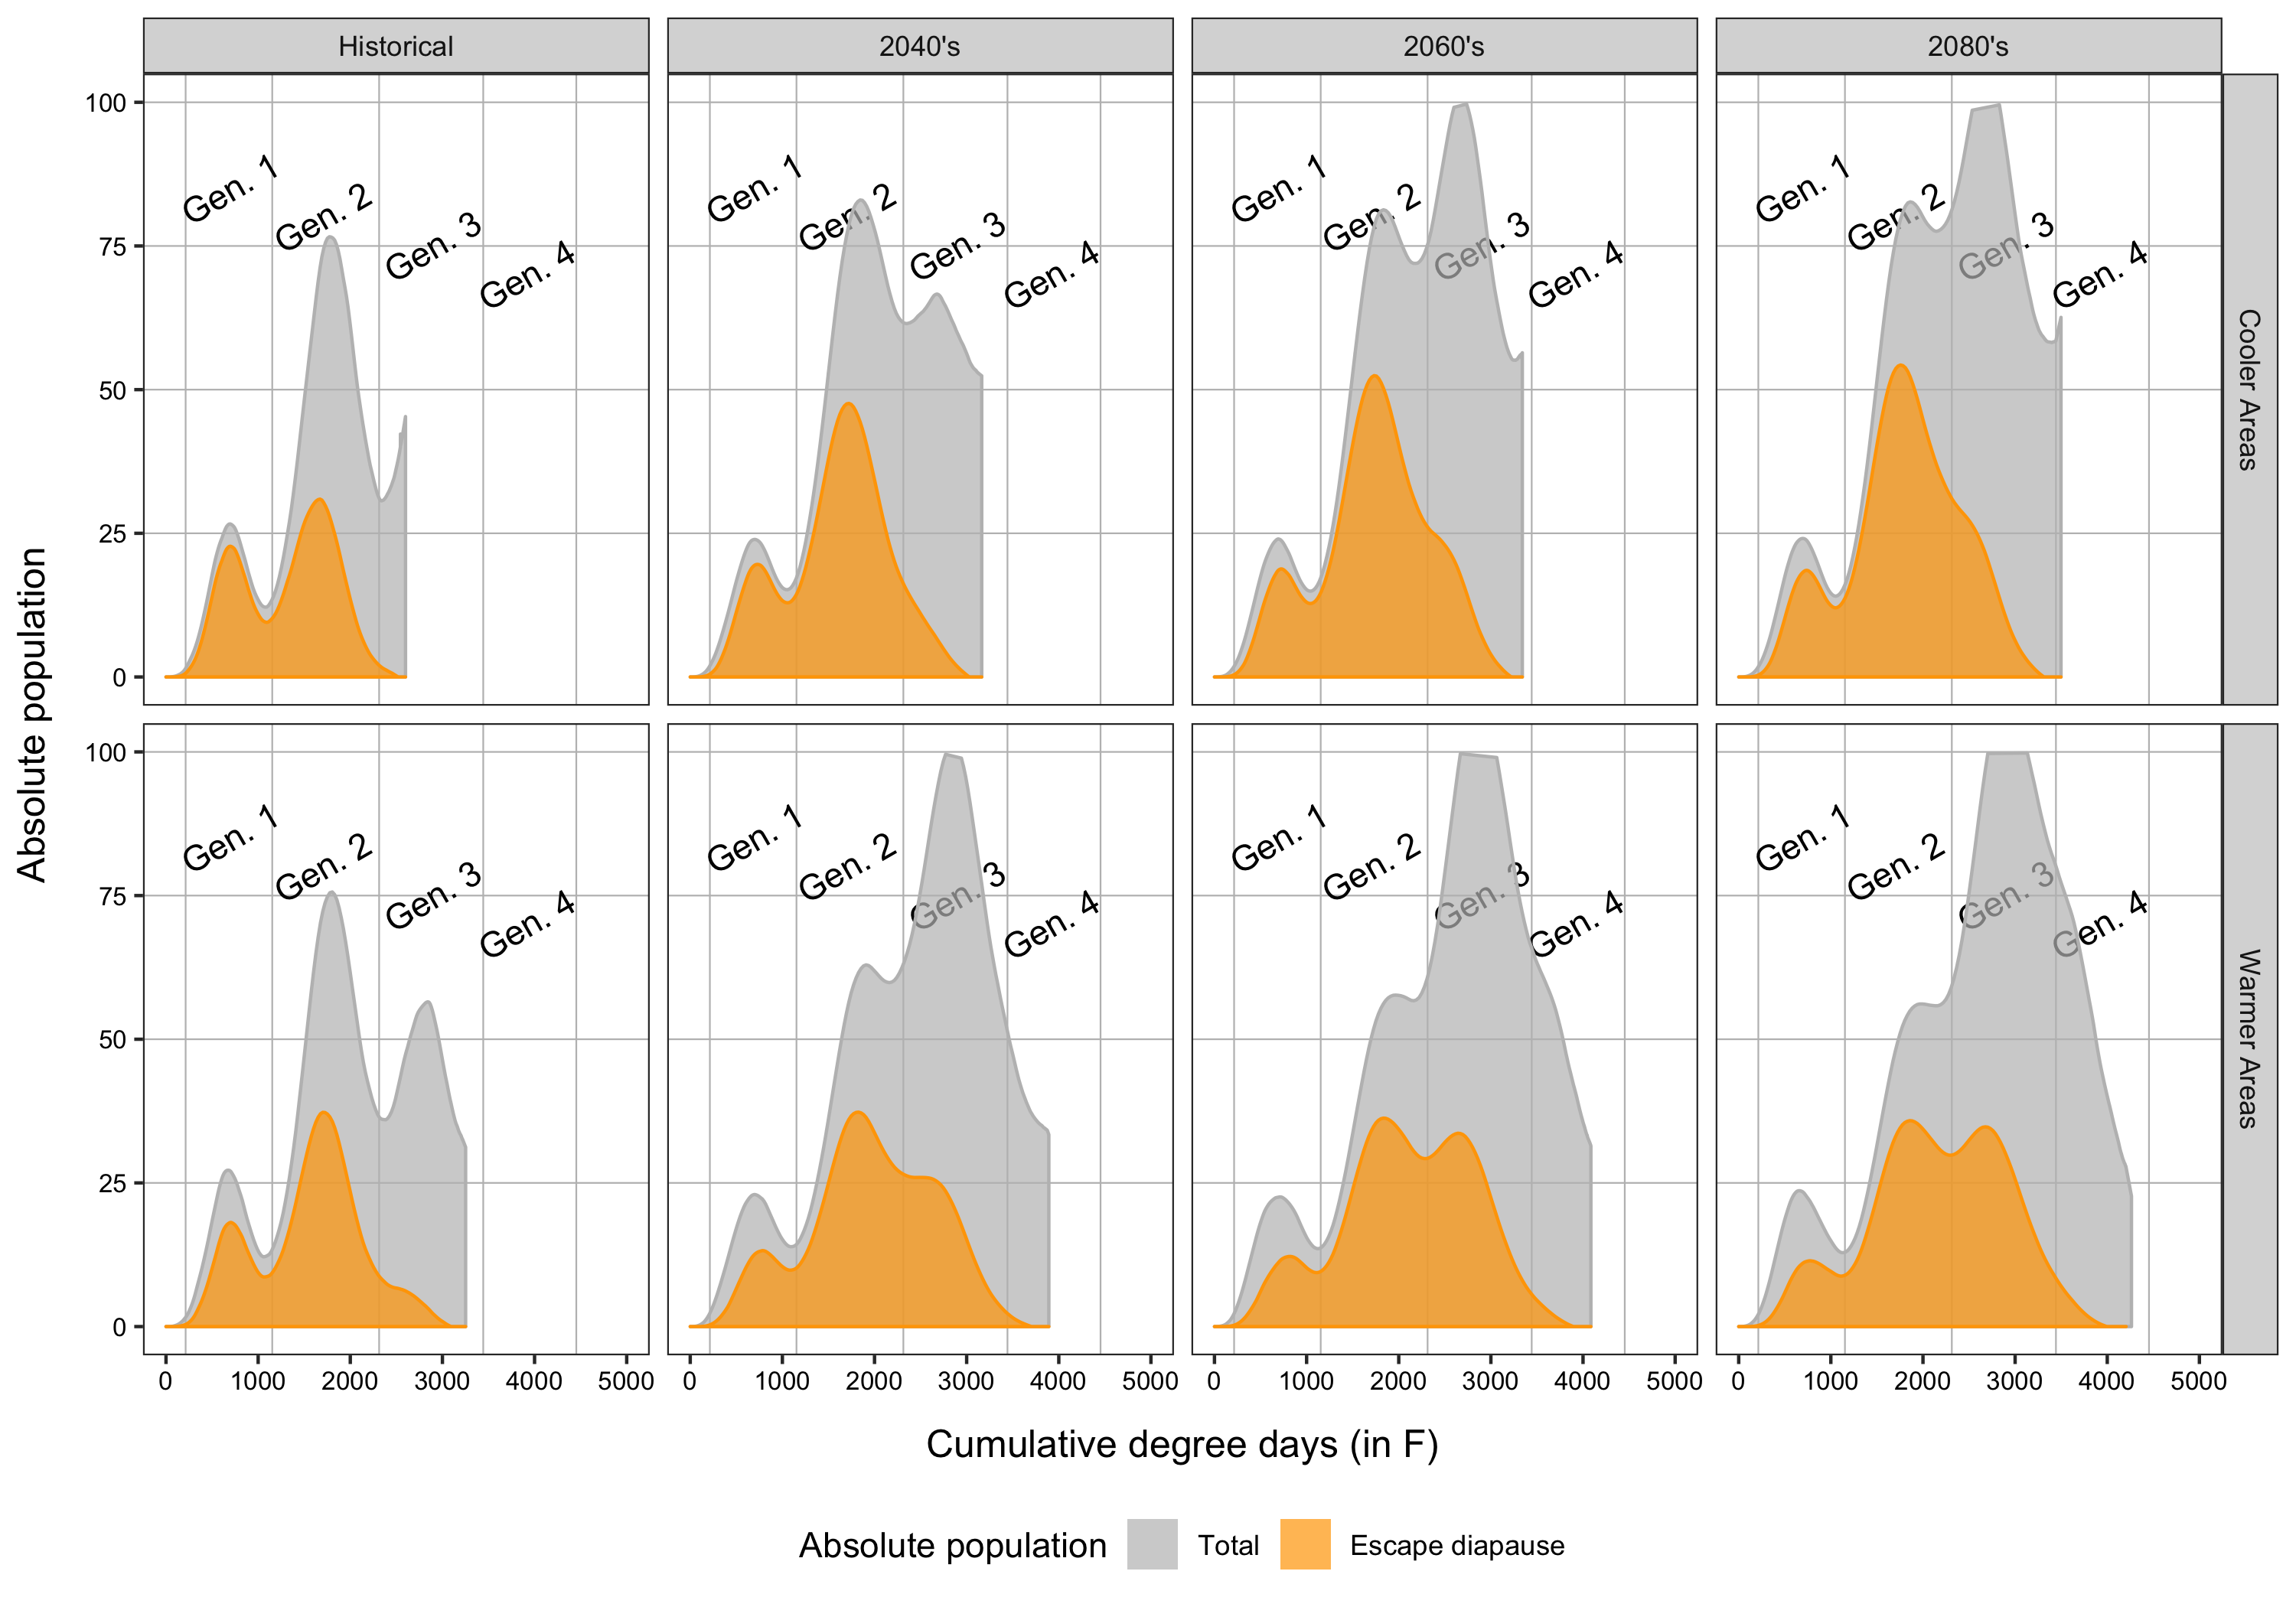 Historical
2040's
2060's
2080's
Absolute population
100
75
50
25
0
Gen. 1
Gen. 2
Gen. 3
Gen. 4
Gen. 1
Gen. 2
Gen. 3
Gen. 4
Gen. 1
Gen. 2
Gen. 3
Gen. 4
Gen. 1
Gen. 2
Gen. 3
Gen. 4
Cooler Areas
100
75
50
25
0
Gen. 1
Gen. 2
Gen. 3
Gen. 4
Gen. 1
Gen. 2
Gen. 3
Gen. 4
Gen. 1
Gen. 2
Gen. 3
Gen. 4
Gen. 1
Gen. 2
Gen. 3
Gen. 4
Warmer Areas
0 1000 2000 3000 4000 5000
0 1000 2000 3000 4000 5000
0 1000 2000 3000 4000 5000
0 1000 2000 3000 4000 5000
Cumulative degree days (in F)
Absolute population Total Escape diapause